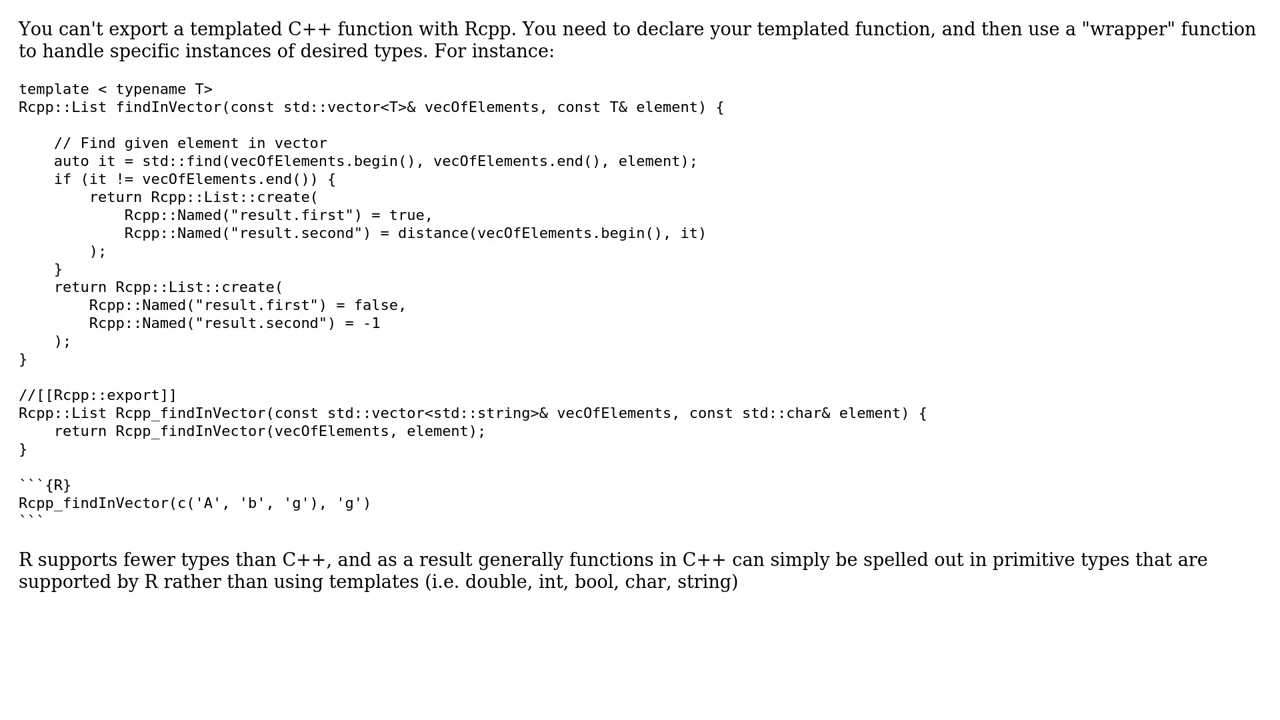 You can't export a templated C++ function with Rcpp. You need to declare your templated function, and then use a "wrapper" function
to handle specific instances of desired types. For instance:
template < typename T>
Rcpp::List findInVector(const std::vector<T>& vecOfElements, const T& element) {
    // Find given element in vector
    auto it = std::find(vecOfElements.begin(), vecOfElements.end(), element);
    if (it != vecOfElements.end()) {
        return Rcpp::List::create(
            Rcpp::Named("result.first") = true,
            Rcpp::Named("result.second") = distance(vecOfElements.begin(), it)
        );
    }
    return Rcpp::List::create(
        Rcpp::Named("result.first") = false,
        Rcpp::Named("result.second") = -1
    );
}
//[[Rcpp::export]]
Rcpp::List Rcpp_findInVector(const std::vector<std::string>& vecOfElements, const std::char& element) {
    return Rcpp_findInVector(vecOfElements, element);
}
```{R}
Rcpp_findInVector(c('A', 'b', 'g'), 'g')
```
R supports fewer types than C++, and as a result generally functions in C++ can simply be spelled out in primitive types that are
supported by R rather than using templates (i.e. double, int, bool, char, string)